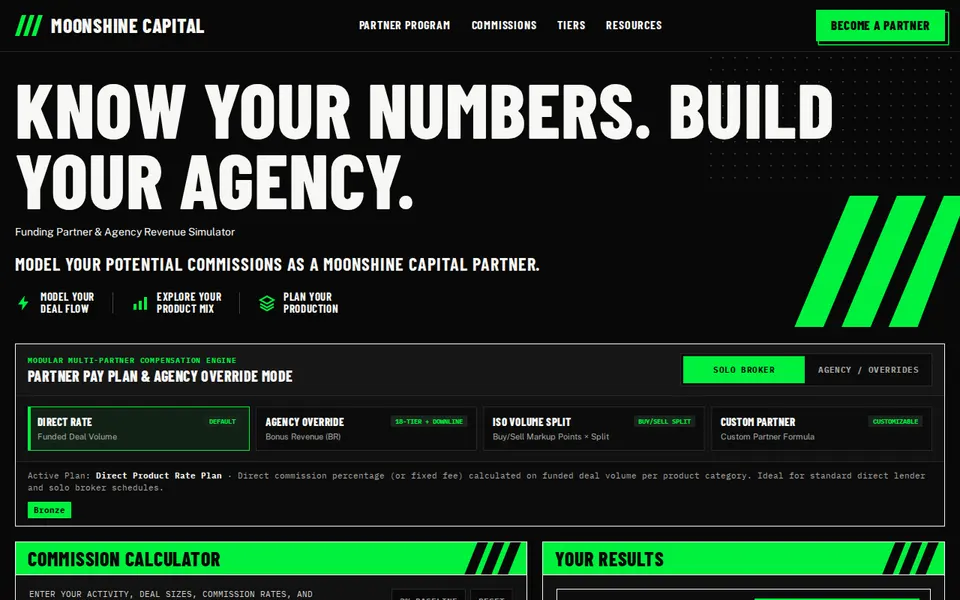 MOONSHINE CAPITAL
PARTNER PROGRAM
COMMISSIONS
TIERS
RESOURCES
BECOME A PARTNER
KNOW YOUR NUMBERS. BUILD
YOUR AGENCY.
Funding Partner & Agency Revenue Simulator
MODEL YOUR POTENTIAL COMMISSIONS AS A MOONSHINE CAPITAL PARTNER.
MODEL YOUR
DEAL FLOW
EXPLORE YOUR
PRODUCT MIX
PLAN YOUR
PRODUCTION
MODULAR MULTI-PARTNER COMPENSATION ENGINE
PARTNER PAY PLAN & AGENCY OVERRIDE MODE
SOLO BROKER
AGENCY / OVERRIDES
DIRECT RATE
DEFAULT
Funded Deal Volume
AGENCY OVERRIDE
10-TIER + DOWNLINE
Bonus Revenue (BR)
ISO VOLUME SPLIT
BUY/SELL SPLIT
Buy/Sell Markup Points × Split
CUSTOM PARTNER
CUSTOMIZABLE
Custom Partner Formula
Active Plan: Direct Product Rate Plan · Direct commission percentage (or fixed fee) calculated on funded deal volume per product category. Ideal for standard direct lender
and solo broker schedules.
Bronze
COMMISSION CALCULATOR
YOUR RESULTS
ENTER YOUR ACTIVITY, DEAL SIZES, COMMISSION RATES, AND